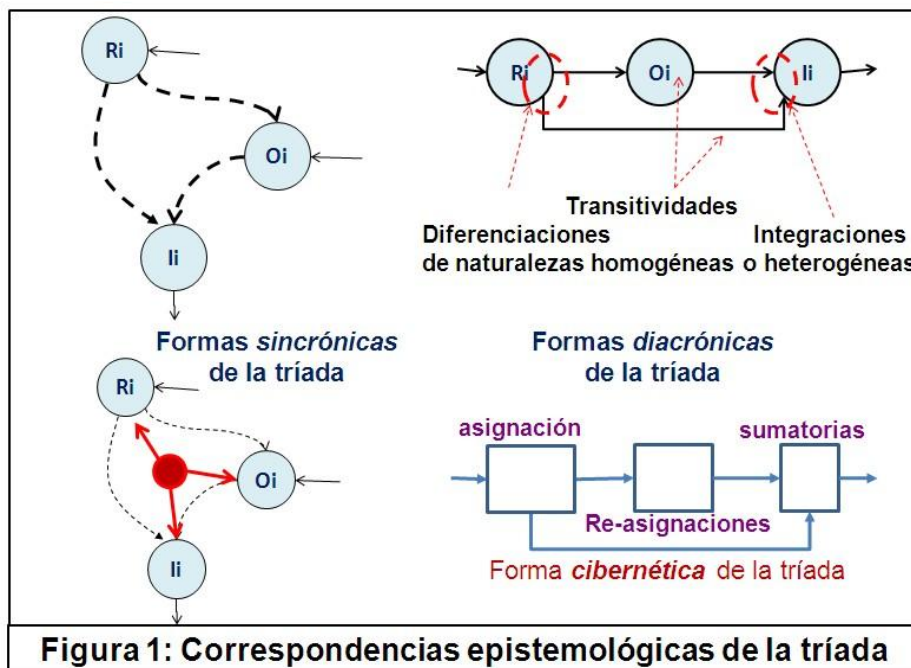 Ri
Oi
Ii
Ri
Oi
Ii
Transitividades
Diferenciaciones
Integraciones
de naturalezas homogéneas o heterogéneas
Formas sincrónicas
de la tríada
Formas diacrónicas
de la tríada
Ri
Oi
Ii
asignación
sumatorias
Re-asignaciones
Forma cibernética de la tríada
Figura 1: Correspondencias epistemológicas de la tríada